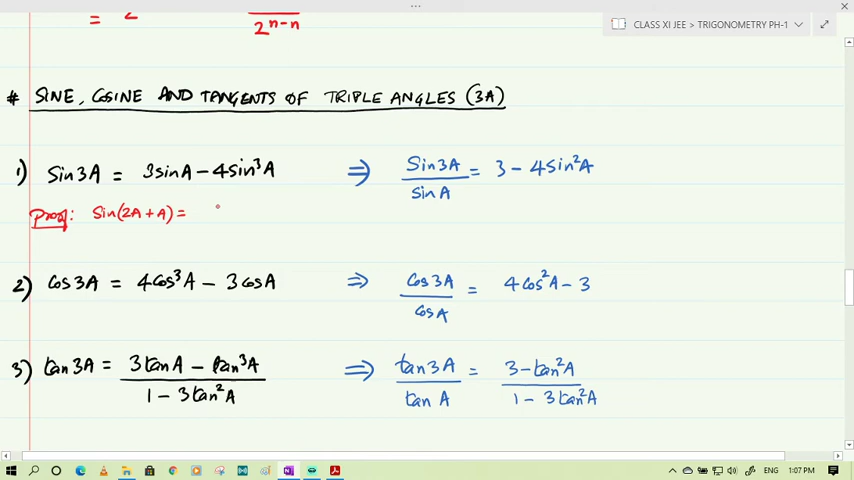 ...
CLASS XI JEE > TRIGONOMETRY PH-1
= 2
2^{n-n}
# SINE, COSINE AND TANGENTS OF TRIPLE ANGLES (3A)
1) Sin3A = 3sinA - 4sin³A ⇒ Sin3A / sinA = 3 - 4sin²A
Proof: Sin(2A+A) =
2) Cos3A = 4cos³A - 3cosA ⇒ Cos3A / cosA = 4cos²A - 3
3) tan3A = 3tanA - tan³A / 1 - 3tan²A ⇒ tan3A / tanA = 3 - tan²A / 1 - 3tan²A
ENG 1:07 PM